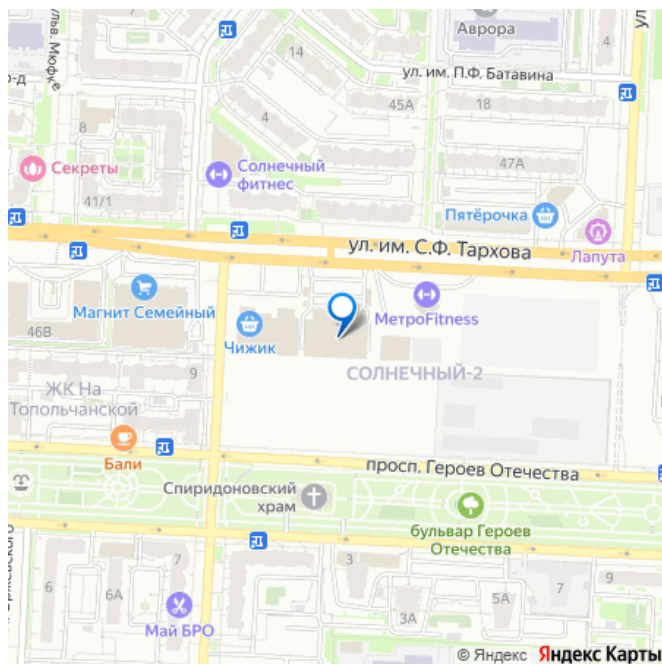 Аврора
ул. им. П.Ф. Батавина
14
45А
18
р-д
8
47А
Секреты
Солнечный
фитнес
41/1
Пятёрочка
ул. им. С.Ф. Тархова
Лапута
Магнит Семейный
MетроFitness
46В
Чижик
9
СОЛНЕЧНЫЙ-2
ЖК На
Топольчанской
Бали
просп. Героев Отечества
Спиридоновский
храм
бульвар Героев
Отечества
7
3
9
6
6А
7
5А
3А
Май БРО
© Яндекс Яндекс Карты